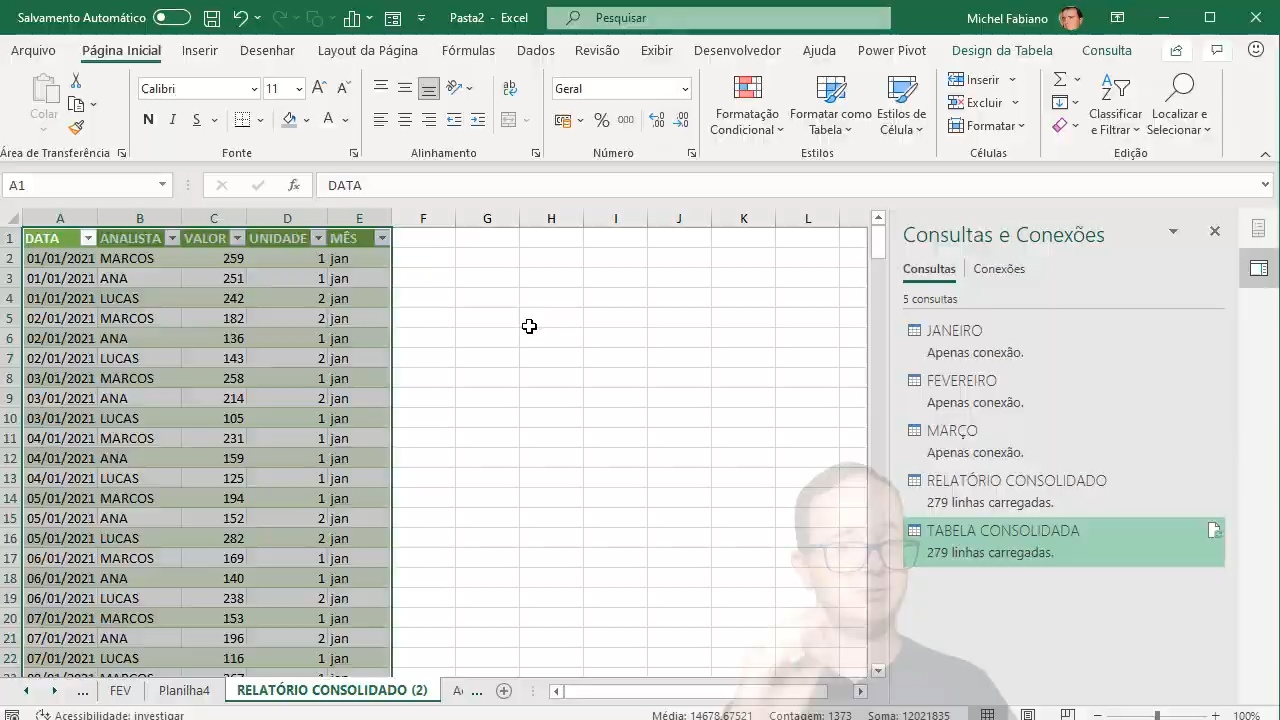 Salvamento Automático Pasta2 - Excel Pesquisar Michel Fabiano
Arquivo Página Inicial Inserir Desenhar Layout da Página Fórmulas Dados Revisão Exibir Desenvolvedor Ajuda Power Pivot Design da Tabela Consulta
Colar
Calibri 11
N I S A
ab
Geral
% 000
Formatação Condicional
Formatar como Tabela
Estilos de Célula
Inserir
Excluir
Formatar
Classificar e Filtrar
Localizar e Selecionar
Área de Transferência Fonte Alinhamento Número Estilos Células Edição
A1 fx DATA
A B C D E F G H I J K L
1 DATA ANALISTA VALOR UNIDADE MÊS
2 01/01/2021 MARCOS 259 1 jan
3 01/01/2021 ANA 251 1 jan
4 01/01/2021 LUCAS 242 2 jan
5 02/01/2021 MARCOS 182 2 jan
6 02/01/2021 ANA 136 1 jan
7 02/01/2021 LUCAS 143 2 jan
8 03/01/2021 MARCOS 258 1 jan
9 03/01/2021 ANA 214 2 jan
10 03/01/2021 LUCAS 105 1 jan
11 04/01/2021 MARCOS 231 1 jan
12 04/01/2021 ANA 159 1 jan
13 04/01/2021 LUCAS 125 1 jan
14 05/01/2021 MARCOS 194 1 jan
15 05/01/2021 ANA 152 2 jan
16 05/01/2021 LUCAS 282 2 jan
17 06/01/2021 MARCOS 169 1 jan
18 06/01/2021 ANA 140 1 jan
19 06/01/2021 LUCAS 238 2 jan
20 07/01/2021 MARCOS 153 1 jan
21 07/01/2021 ANA 196 2 jan
22 07/01/2021 LUCAS 116 1 jan
Consultas e Conexões
Consultas Conexões
5 consultas
JANEIRO
Apenas conexão.
FEVEREIRO
Apenas conexão.
MARÇO
Apenas conexão.
RELATÓRIO CONSOLIDADO
279 linhas carregadas.
TABELA CONSOLIDADA
279 linhas carregadas.
... FEV Planilha4 RELATÓRIO CONSOLIDADO (2) ...
Acessibilidade: investigar Média: 14678,67521 Contagem: 1373 Soma: 12021835 100%